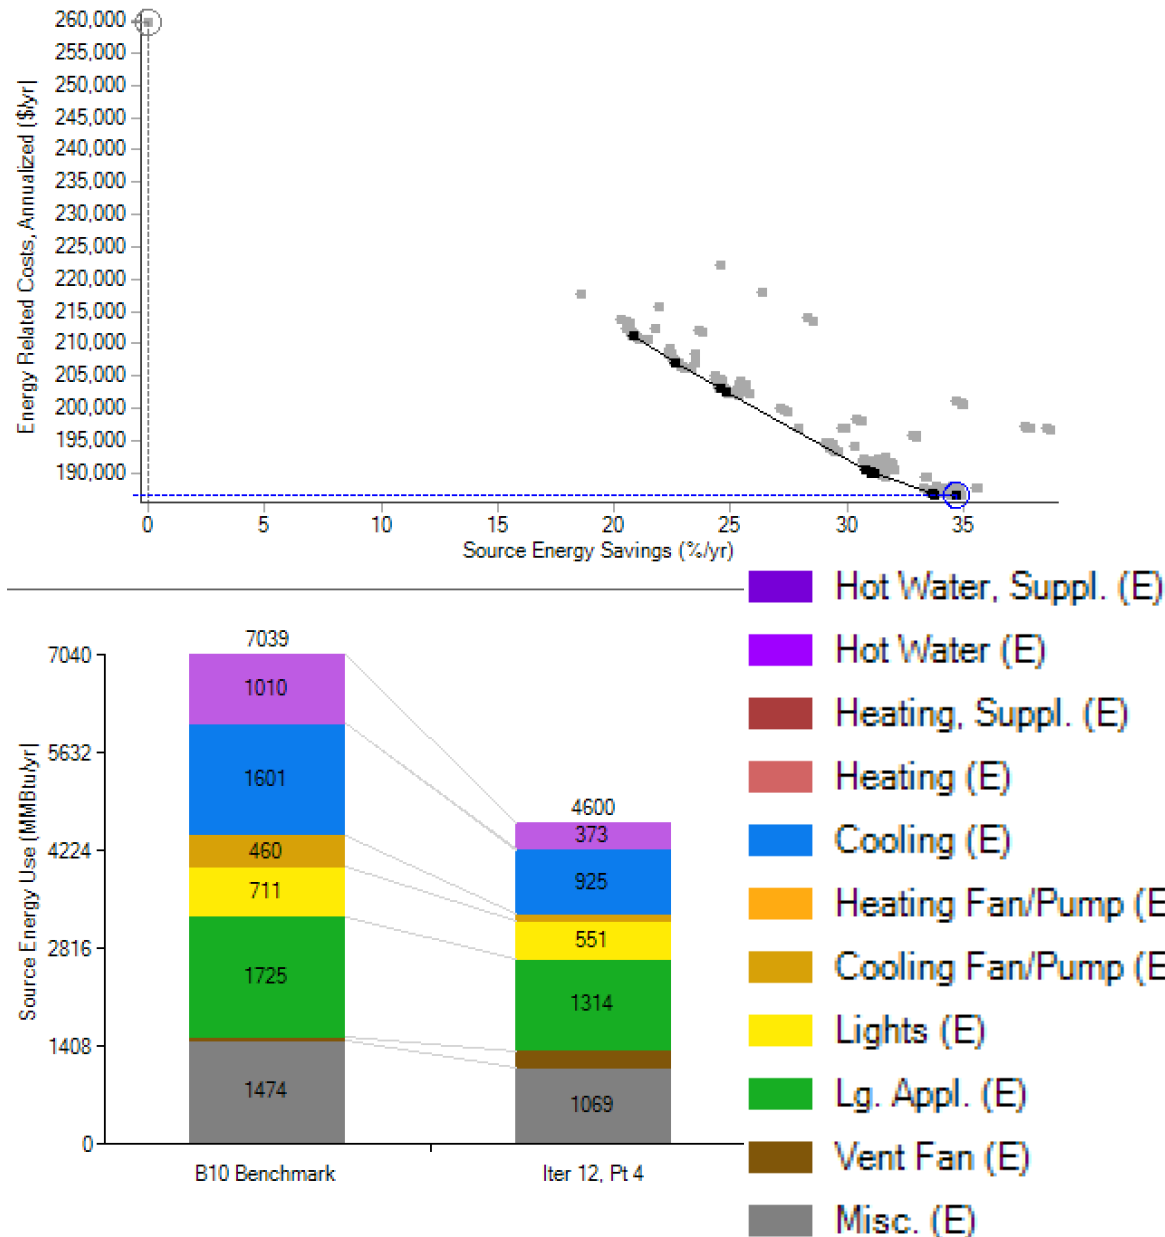 260,000
255,000
250,000
245,000
240,000
235,000
230,000
225,000
220,000
215,000
210,000
205,000
200,000
195,000
190,000
Energy Related Costs, Annualized [$/yr]
0 5 10 15 20 25 30 35
Source Energy Savings (%/yr)
Source Energy Use [MMBtu/yr]
7040
5632
4224
2816
1408
0
7039
1010
1601
460
711
1725
1474
B10 Benchmark
4600
373
925
551
1314
1069
Iter 12, Pt 4
Hot Water, Suppl. (E)
Hot Water (E)
Heating, Suppl. (E)
Heating (E)
Cooling (E)
Heating Fan/Pump (E
Cooling Fan/Pump (E
Lights (E)
Lg. Appl. (E)
Vent Fan (E)
Misc. (E)